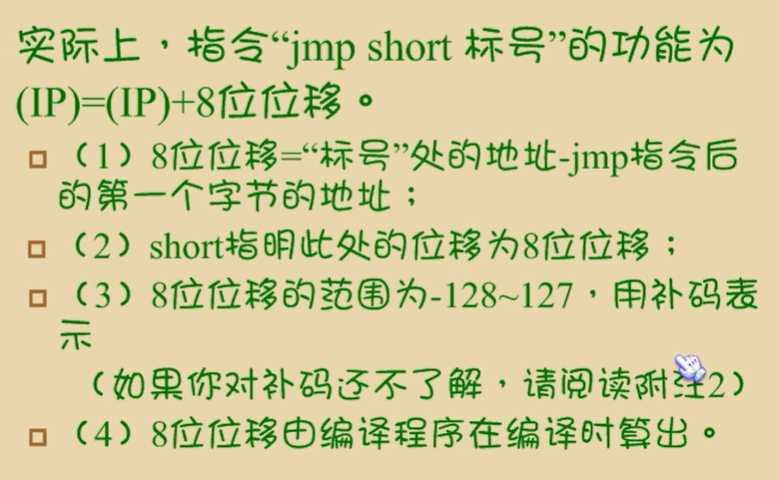 实际上，指令“jmp short 标号”的功能为
(IP)=(IP)+8位位移。
（1）8位位移=“标号”处的地址-jmp指令后
的第一个字节的地址；
（2）short指明此处的位移为8位位移；
（3）8位位移的范围为-128~127，用补码表
示
（如果你对补码还不了解，请阅读附注2）
（4）8位位移由编译程序在编译时算出。